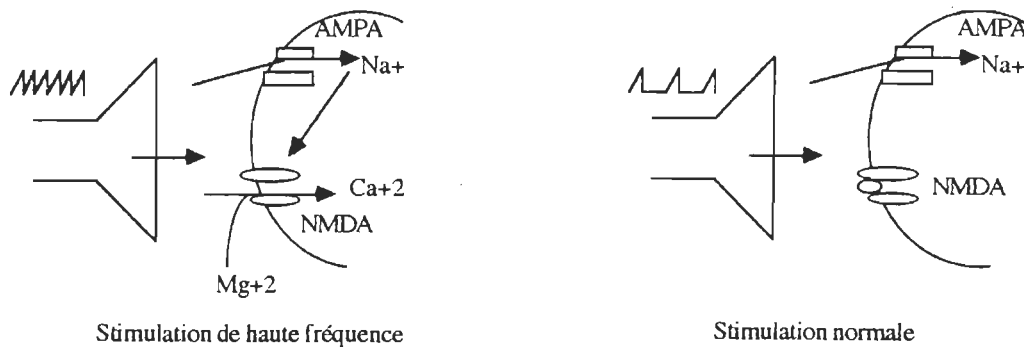 AMPA
Na+
Ca+2
NMDA
Mg+2
Stimulation de haute fréquence
AMPA
Na+
NMDA
Stimulation normale